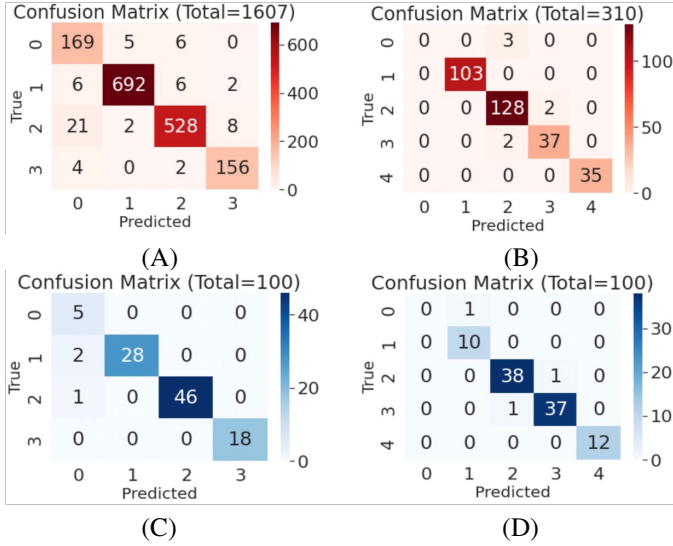 Confusion Matrix (Total=1607)
0 169 5 6 0
1 6 692 6 2
2 21 2 528 8
3 4 0 2 156
0 1 2 3
True
Predicted
600
400
200
0
(A)
Confusion Matrix (Total=310)
0 0 0 3 0 0
1 0 103 0 0 0
2 0 0 128 2 0
3 0 0 2 37 0
4 0 0 0 0 35
0 1 2 3 4
True
Predicted
100
50
0
(B)
Confusion Matrix (Total=100)
0 5 0 0 0
1 2 28 0 0
2 1 0 46 0
3 0 0 0 18
0 1 2 3
True
Predicted
40
20
0
(C)
Confusion Matrix (Total=100)
0 0 1 0 0 0
1 0 10 0 0 0
2 0 0 38 1 0
3 0 0 1 37 0
4 0 0 0 0 12
0 1 2 3 4
True
Predicted
30
20
10
0
(D)